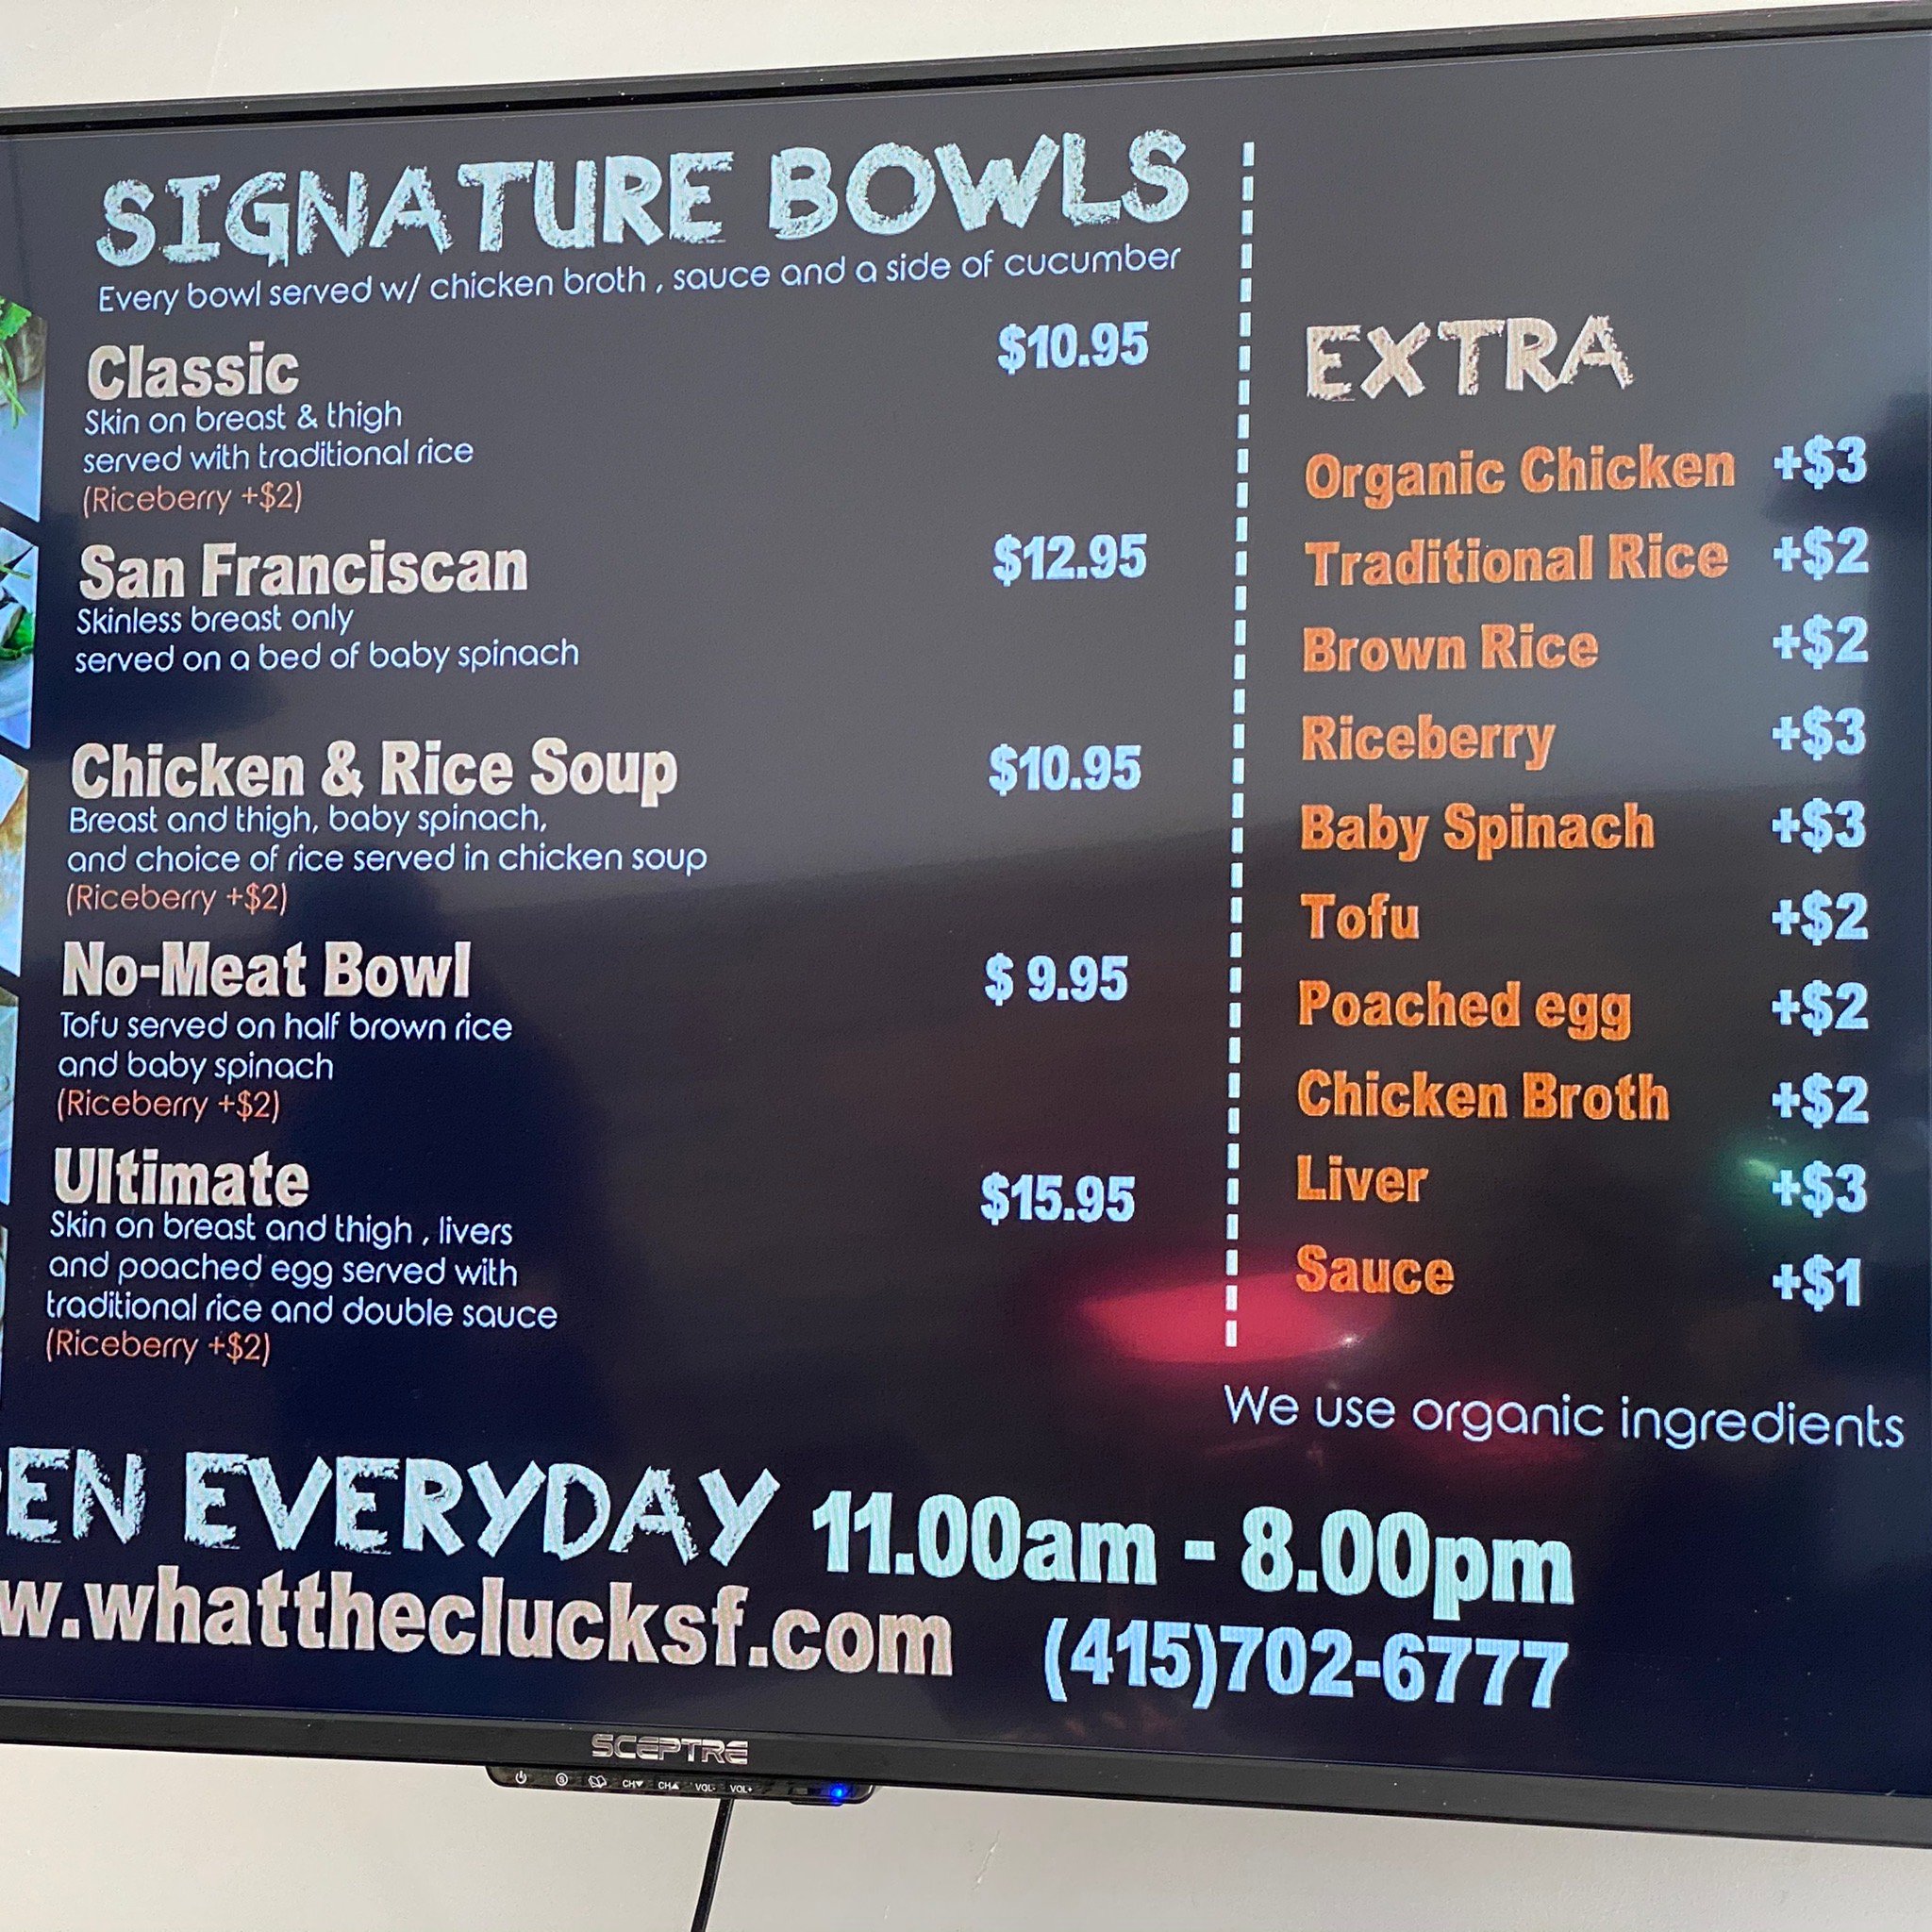 SIGNATURE BOWLS
Every bowl served w/ chicken broth , sauce and a side of cucumber
Classic $10.95
Skin on breast & thigh
served with traditional rice
(Riceberry +$2)
San Franciscan $12.95
Skinless breast only
served on a bed of baby spinach
Chicken & Rice Soup $10.95
Breast and thigh, baby spinach,
and choice of rice served in chicken soup
(Riceberry +$2)
No-Meat Bowl $ 9.95
Tofu served on half brown rice
and baby spinach
(Riceberry +$2)
Ultimate $15.95
Skin on breast and thigh , livers
and poached egg served with
traditional rice and double sauce
(Riceberry +$2)
EXTRA
Organic Chicken +$3
Traditional Rice +$2
Brown Rice +$2
Riceberry +$3
Baby Spinach +$3
Tofu +$2
Poached egg +$2
Chicken Broth +$2
Liver +$3
Sauce +$1
We use organic ingredients
EN EVERYDAY 11.00am - 8.00pm
w.whattheclucksf.com (415)702-6777
SCEPTRE
CH▼ CH▲ VOL- VOL+